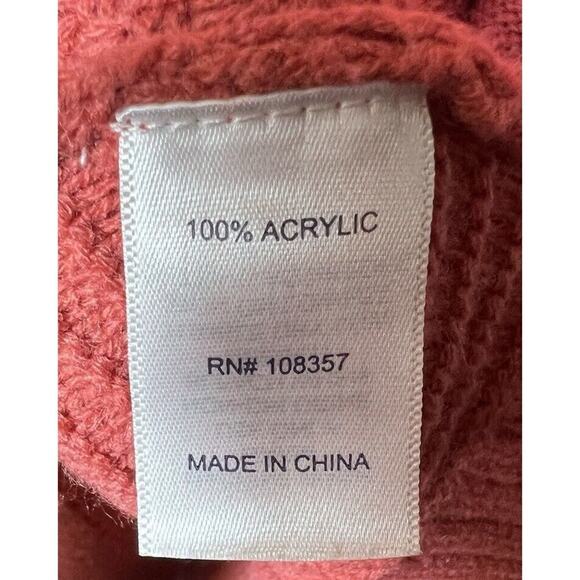 100% ACRYLIC
RN# 108357
MADE IN CHINA